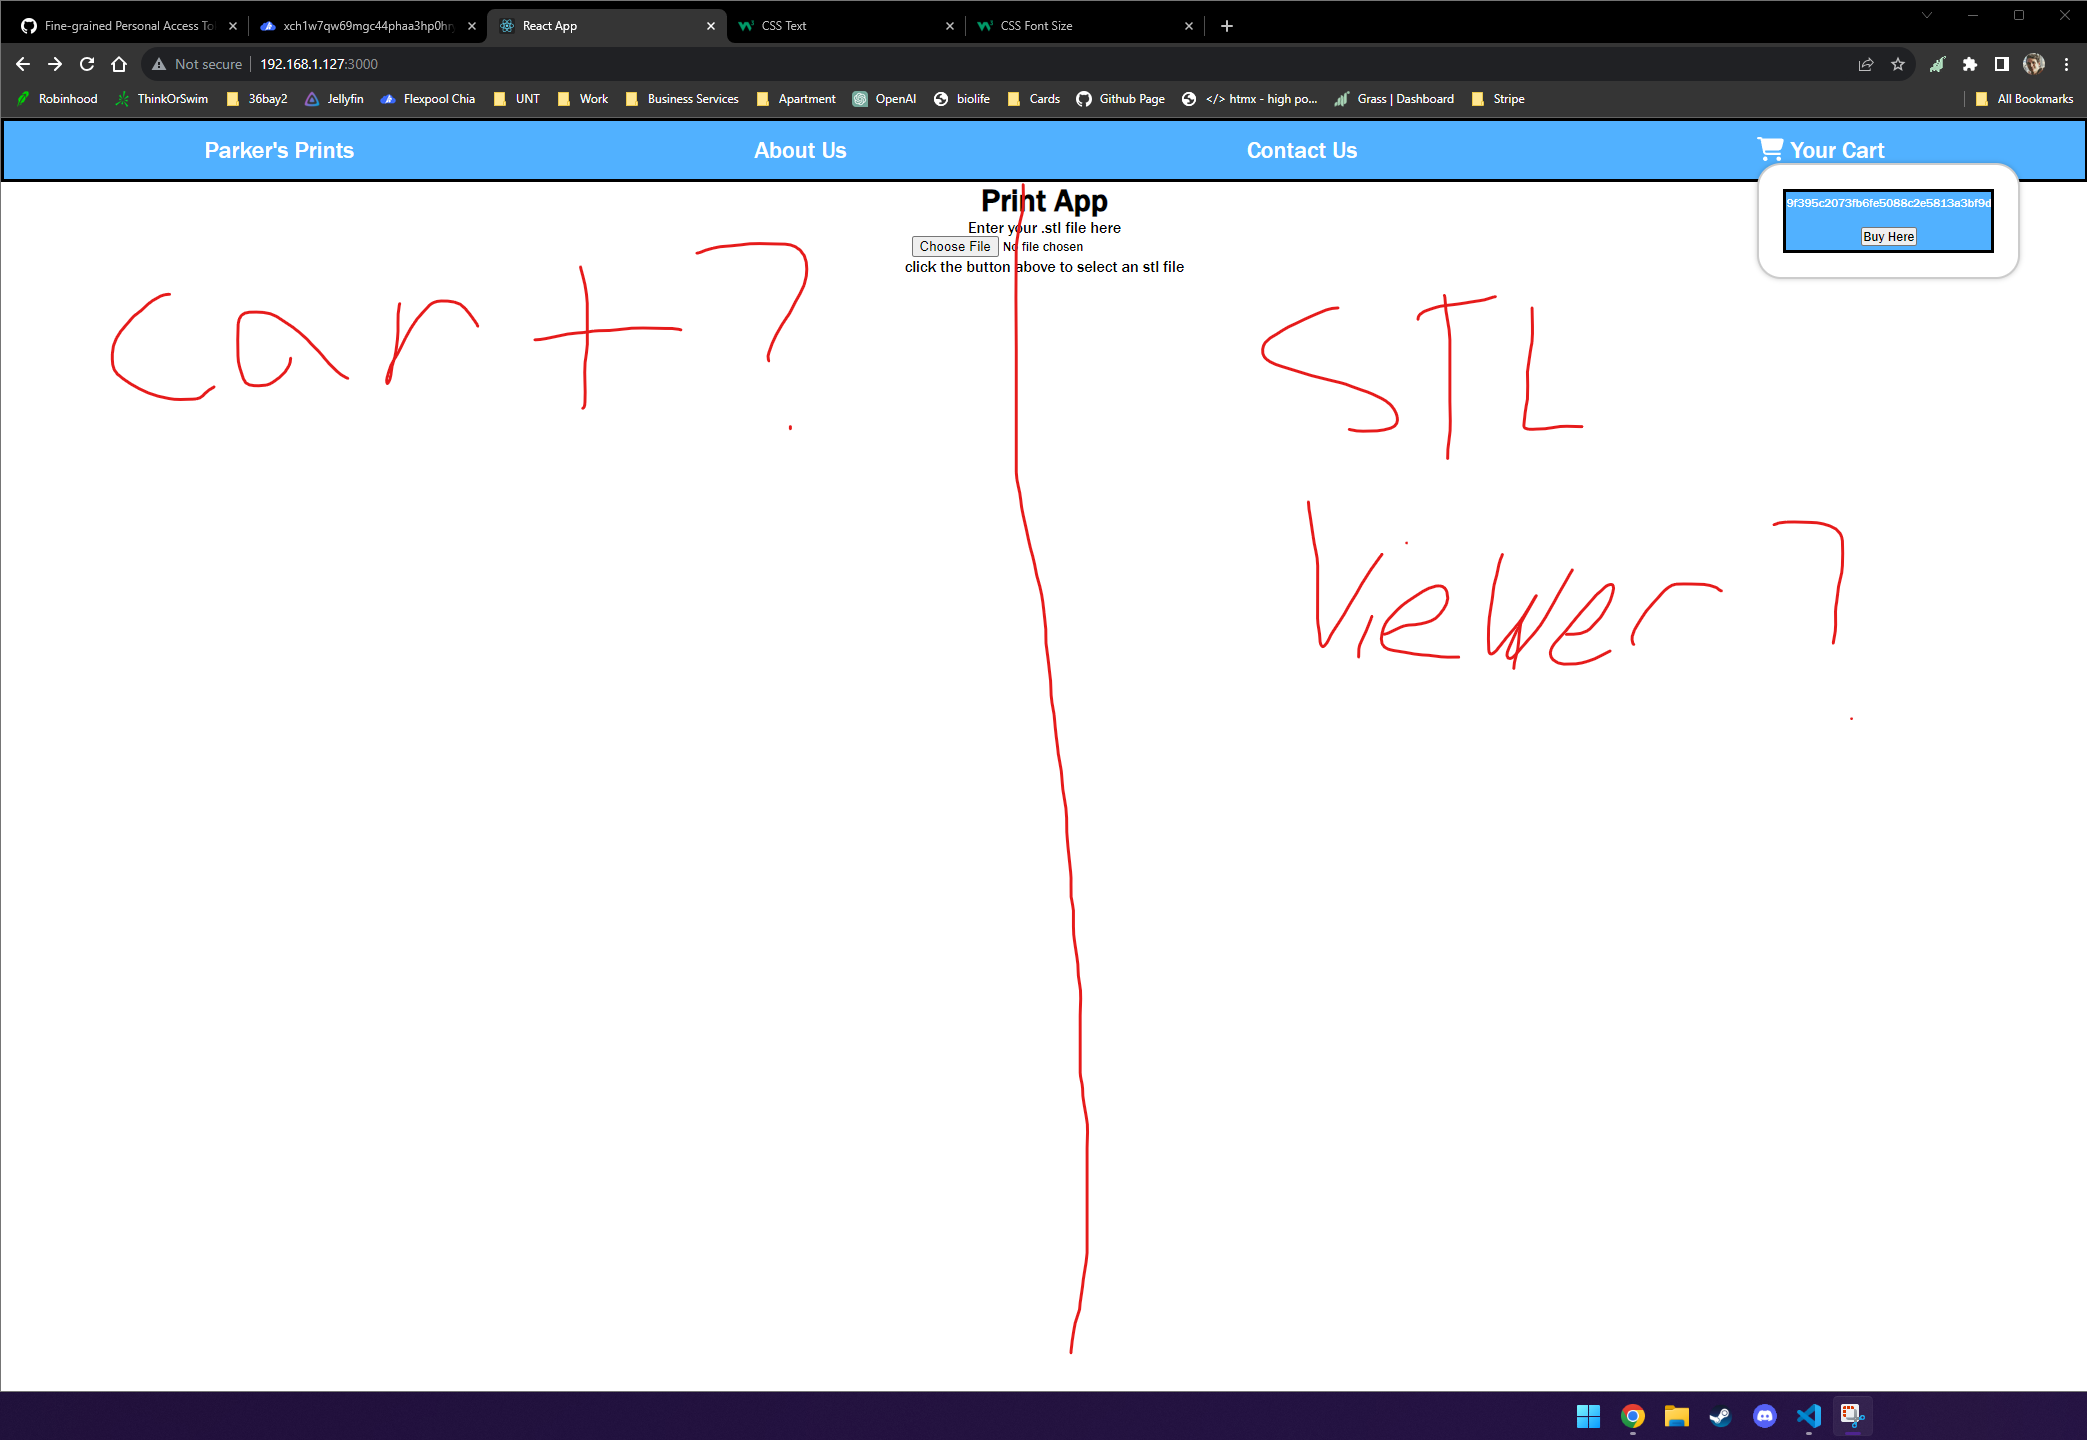 Fine-grained Personal Access To
xch1w7qw69mgc44phaa3hp0hr
React App
CSS Text
CSS Font Size
Not secure 192.168.1.127:3000
Robinhood ThinkOrSwim 36bay2 Jellyfin Flexpool Chia UNT Work Business Services Apartment OpenAI biolife Cards Github Page </> htmx - high po... Grass | Dashboard Stripe All Bookmarks
Parker's Prints About Us Contact Us Your Cart
Print App
Enter your .stl file here
Choose File No file chosen
click the button above to select an stl file
9f395c2073fb6fe5088c2e5813a3bf9d
Buy Here
cart?
STL
Viewer?